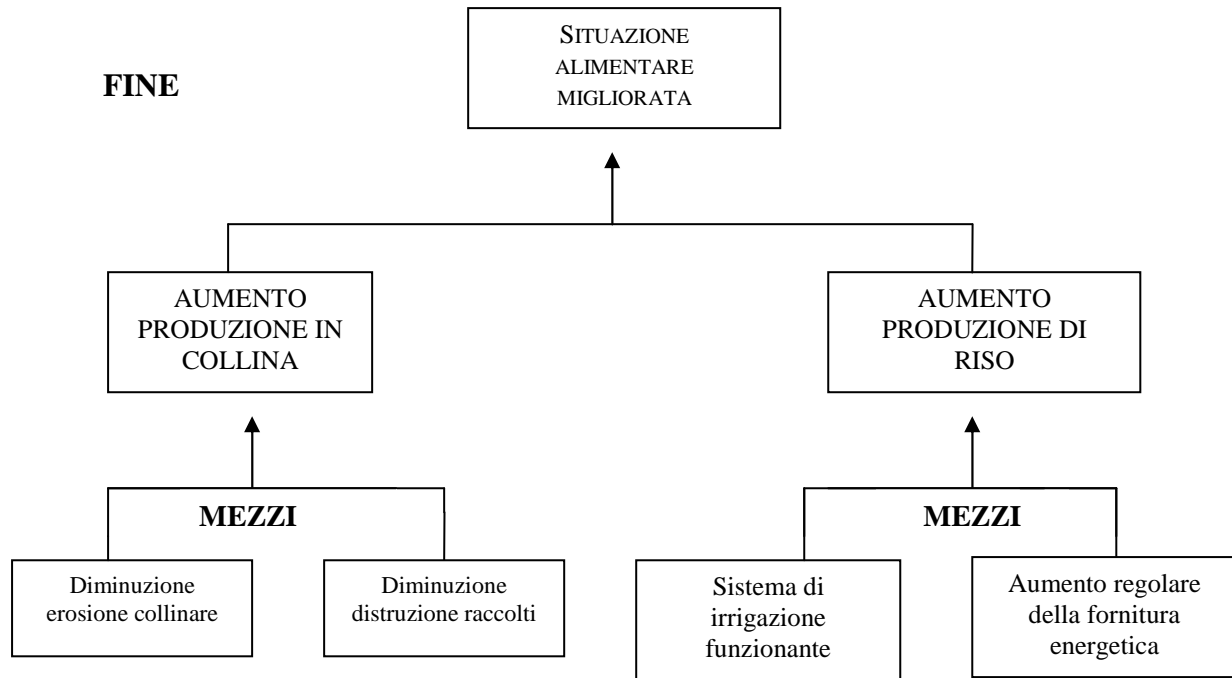 SITUAZIONE
ALIMENTARE
MIGLIORATA
FINE
AUMENTO
PRODUZIONE IN
COLLINA
AUMENTO
PRODUZIONE DI
RISO
MEZZI
MEZZI
Diminuzione
erosione collinare
Diminuzione
distruzione raccolti
Sistema di
irrigazione
funzionante
Aumento regolare
della fornitura
energetica